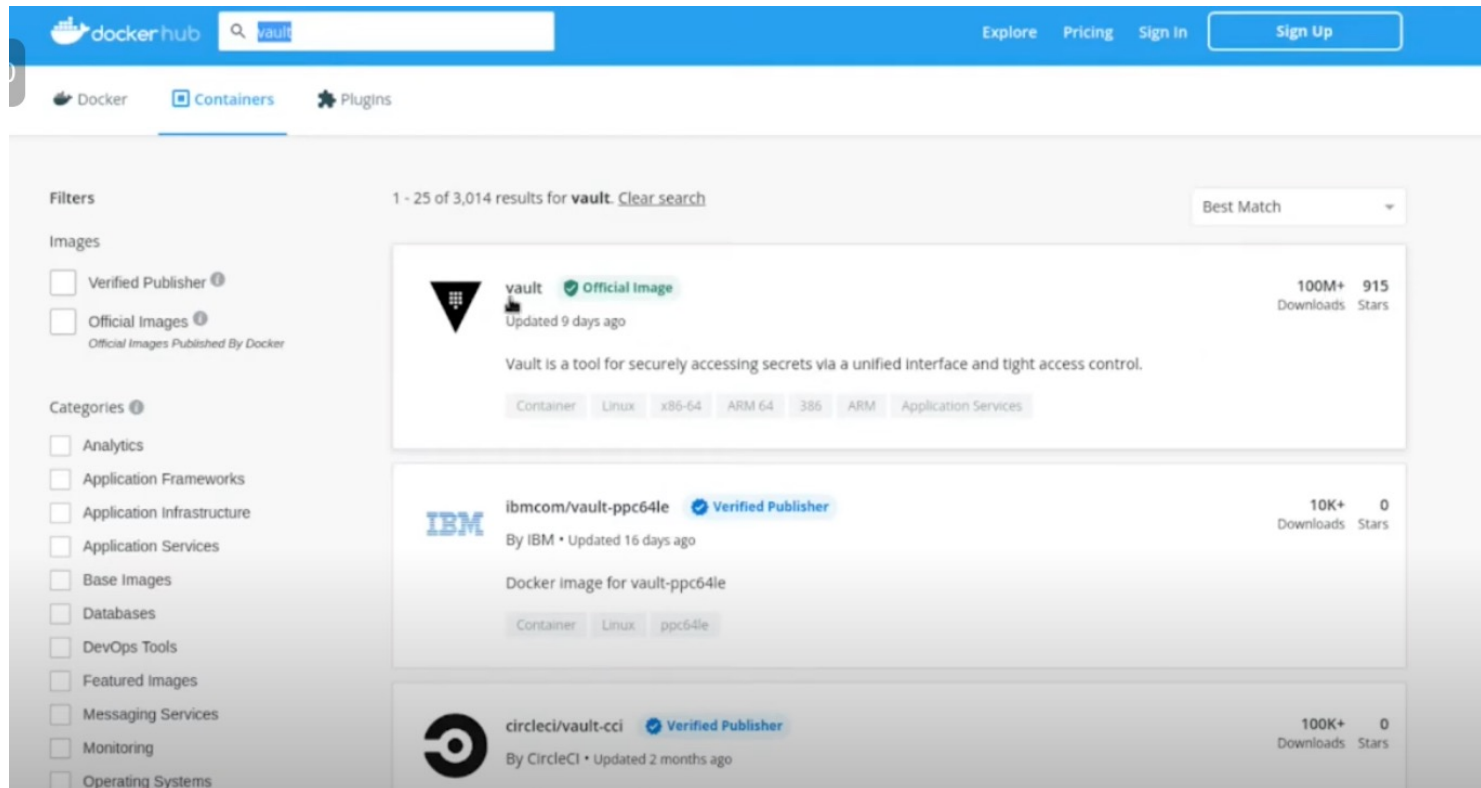 docker hub vault Explore Pricing Sign In Sign Up
Docker Containers Plugins
Filters
Images
Verified Publisher
Official Images
Official Images Published By Docker
Categories
Analytics
Application Frameworks
Application Infrastructure
Application Services
Base Images
Databases
DevOps Tools
Featured Images
Messaging Services
Monitoring
Operating Systems
1 - 25 of 3,014 results for vault. Clear search
Best Match
vault Official Image
Updated 9 days ago
100M+ 915
Downloads Stars
Vault is a tool for securely accessing secrets via a unified interface and tight access control.
Container Linux x86-64 ARM 64 386 ARM Application Services
IBM
ibmcom/vault-ppc64le Verified Publisher
By IBM • Updated 16 days ago
10K+ 0
Downloads Stars
Docker image for vault-ppc64le
Container Linux ppc64le
circleci/vault-cci Verified Publisher
By CircleCI • Updated 2 months ago
100K+ 0
Downloads Stars